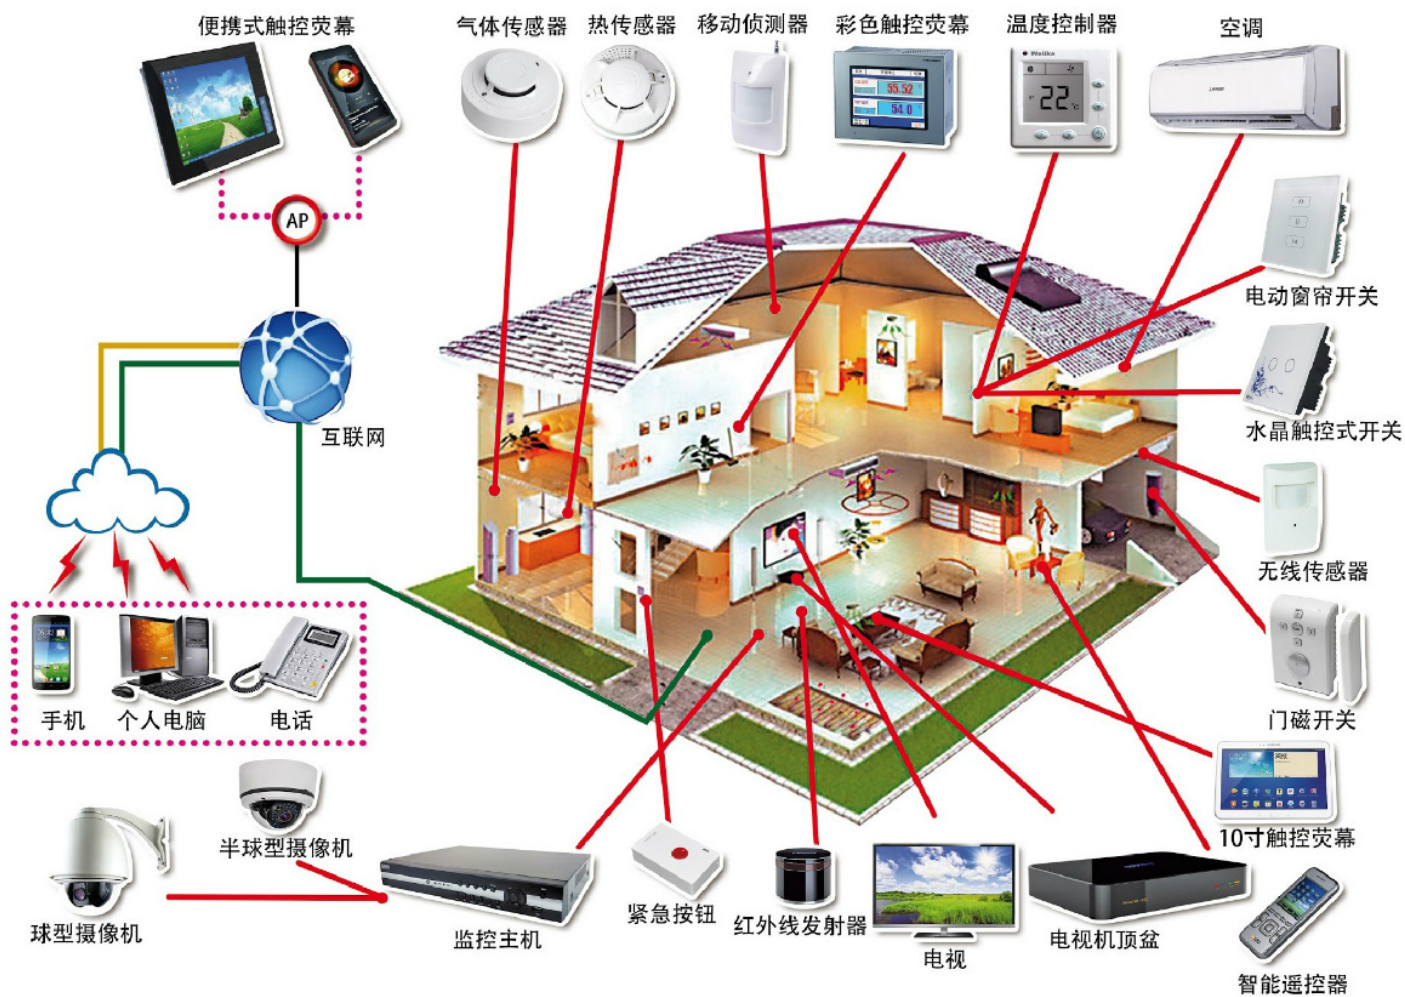 便携式触控荧幕
气体传感器
热传感器
移动侦测器
彩色触控荧幕
温度控制器
空调
55.52
54.0
22
°C
AP
电动窗帘开关
互联网
水晶触控式开关
无线传感器
手机
个人电脑
电话
门磁开关
10寸触控荧幕
半球型摄像机
球型摄像机
监控主机
紧急按钮
红外线发射器
电视
电视机顶盆
智能遥控器